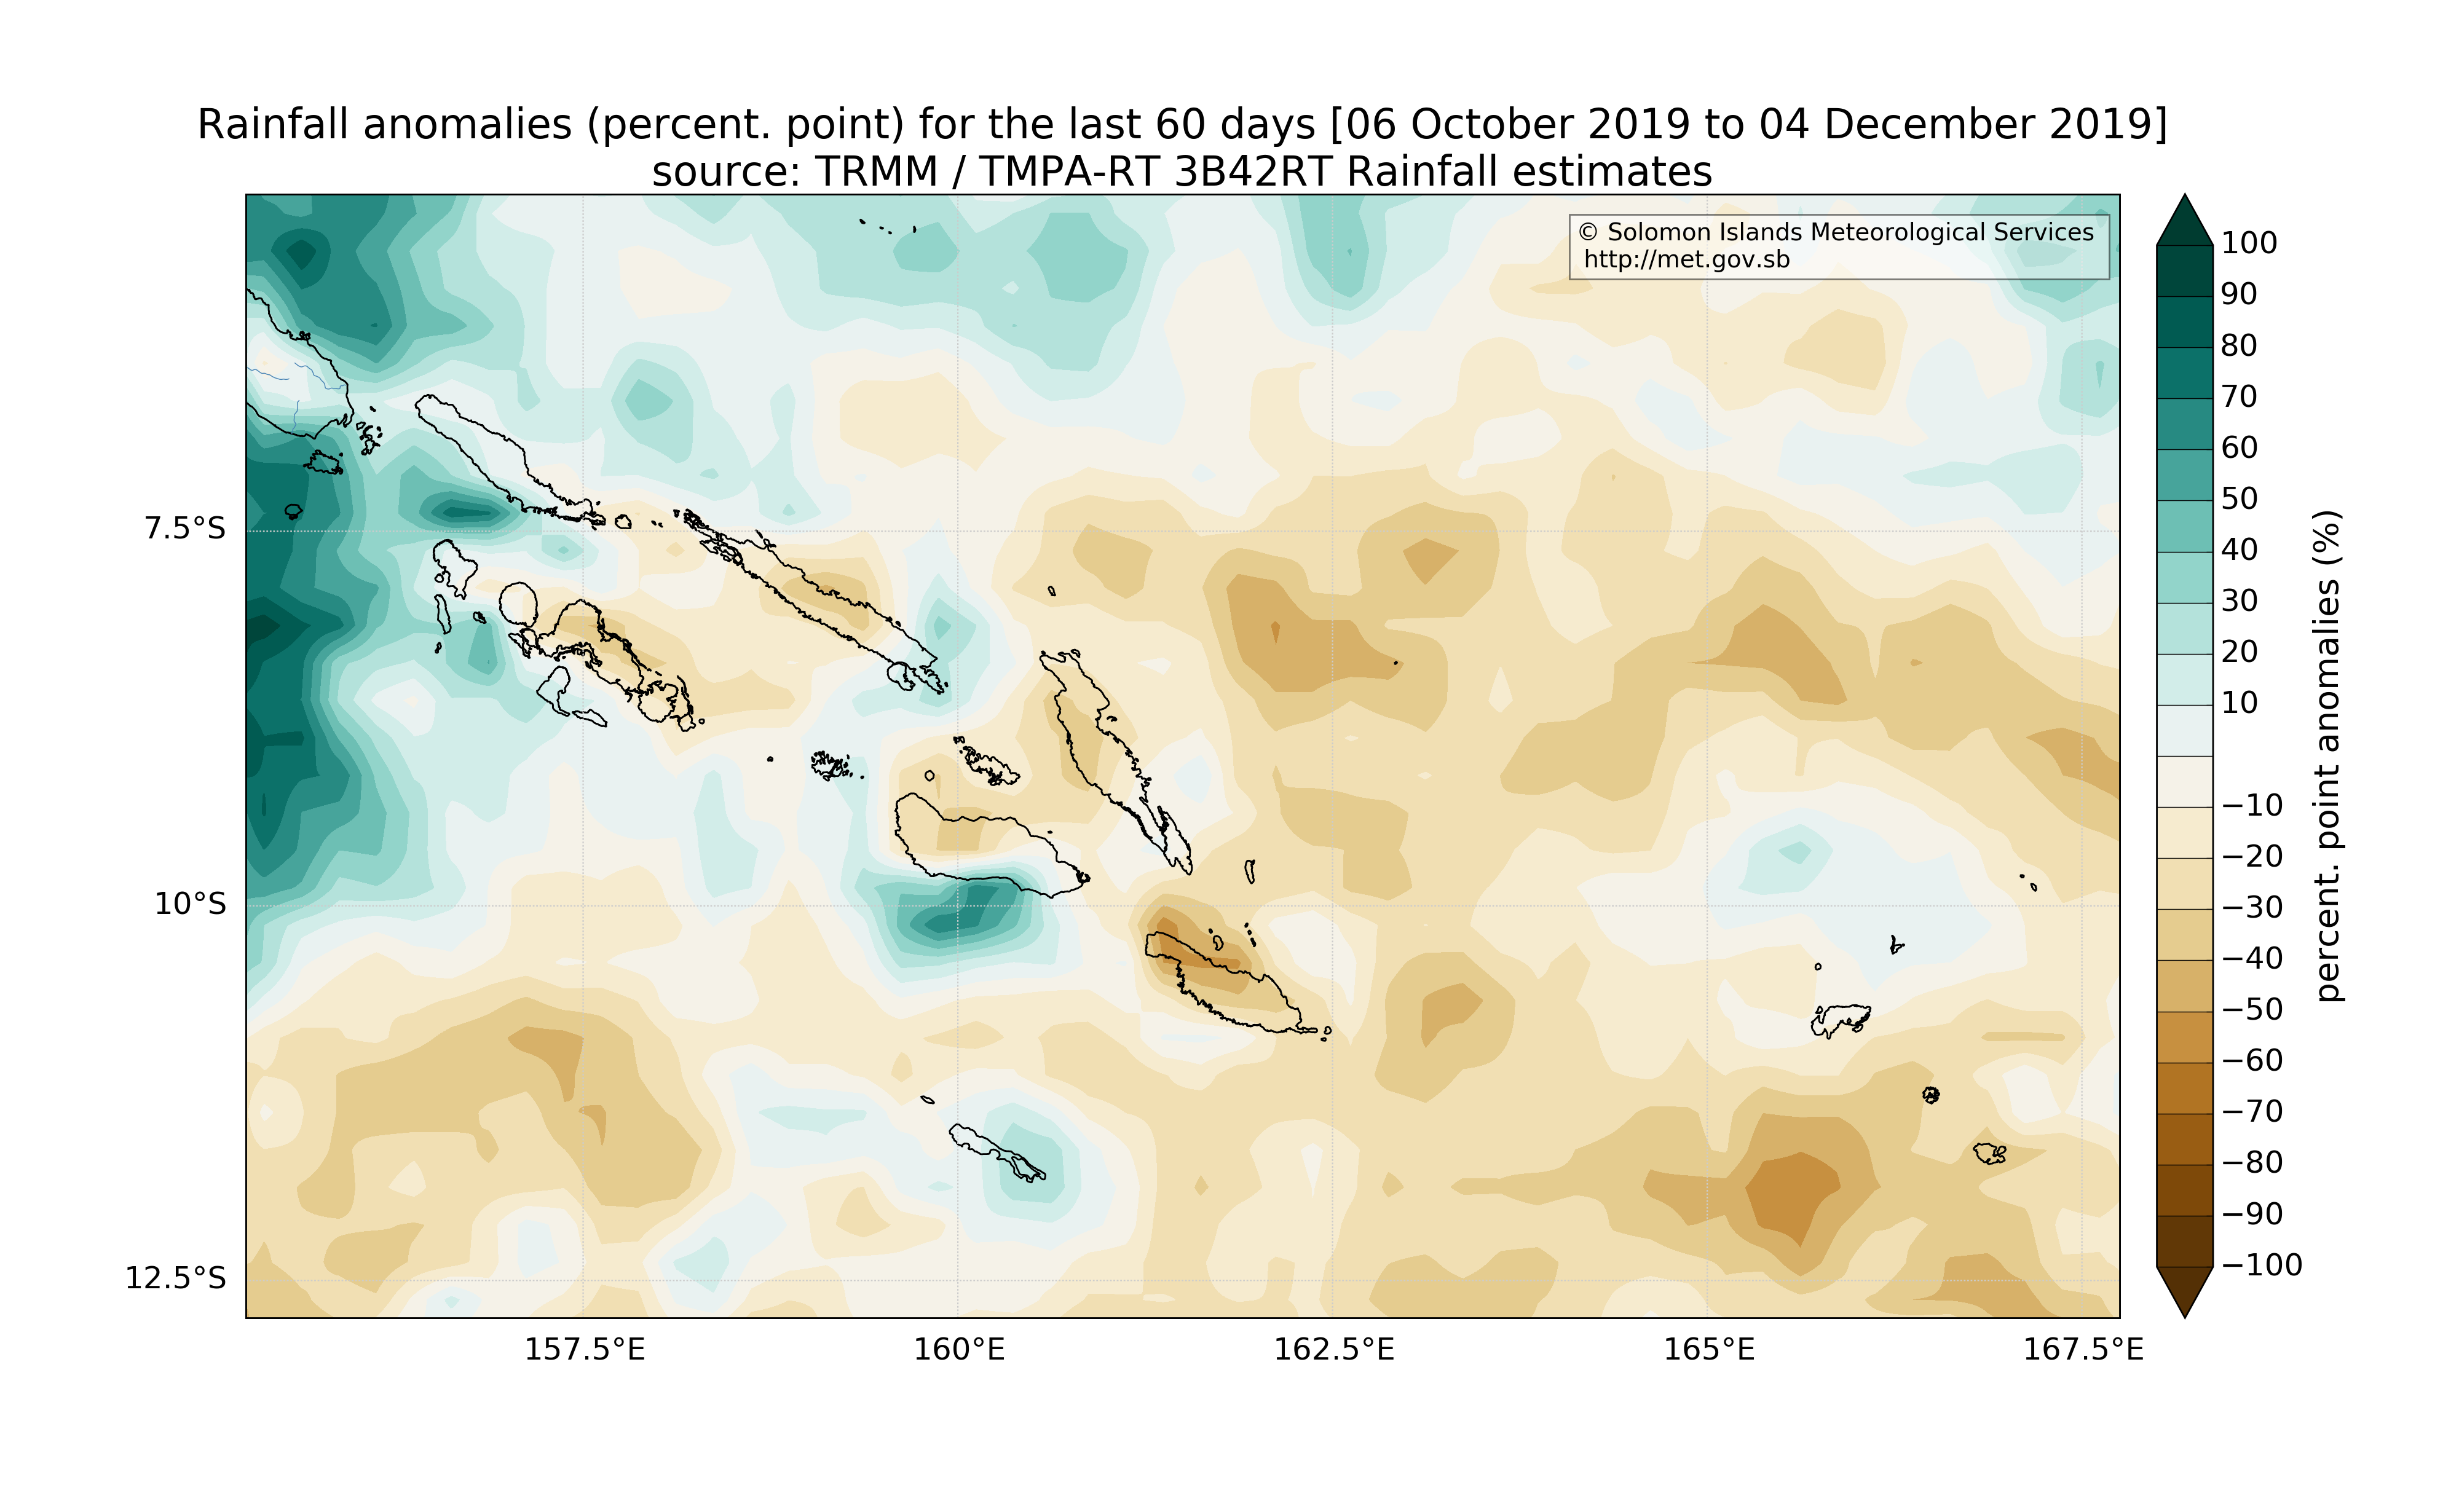 Rainfall anomalies (percent. point) for the last 60 days [06 October 2019 to 04 December 2019]
source: TRMM / TMPA-RT 3B42RT Rainfall estimates
© Solomon Islands Meteorological Services
http://met.gov.sb
7.5°S
10°S
12.5°S
157.5°E
160°E
162.5°E
165°E
167.5°E
100
90
80
70
60
50
40
30
20
10
−10
−20
−30
−40
−50
−60
−70
−80
−90
−100
percent. point anomalies (%)